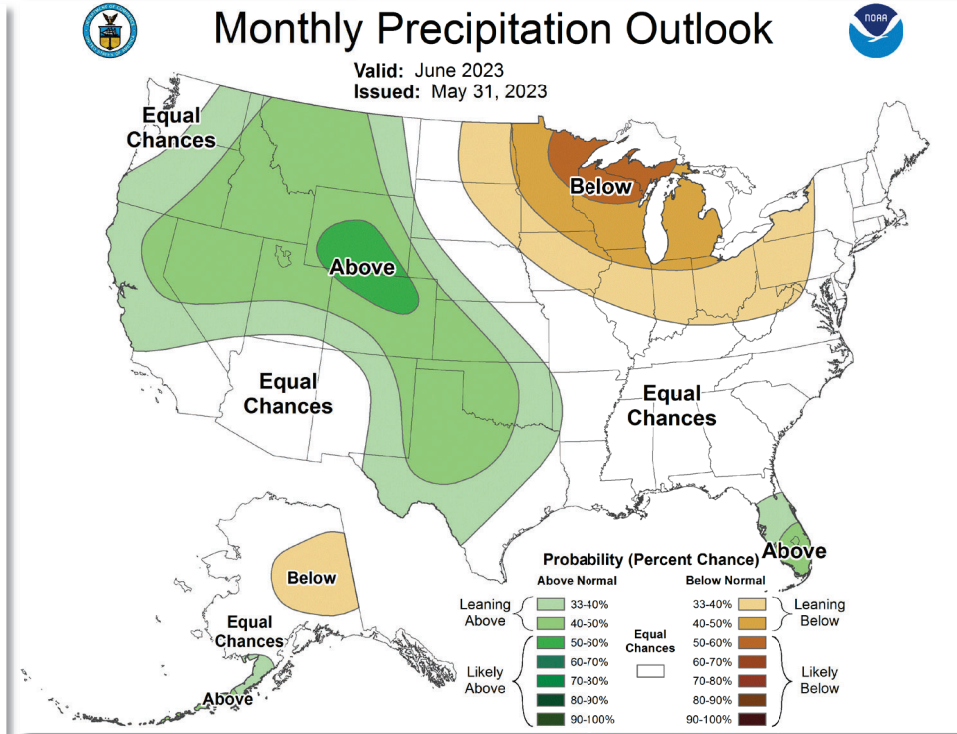 Monthly Precipitation Outlook
NOAA
Valid: June 2023
Issued: May 31, 2023
Equal
Chances
Below
Above
Equal
Chances
Equal
Chances
Above
Below
Equal
Chances
Above
Probability (Percent Chance)
Above Normal
Below Normal
Leaning
Above
33-40%
40-50%
50-60%
60-70%
70-80%
80-90%
90-100%
Likely
Above
Equal
Chances
33-40%
40-50%
50-60%
60-70%
70-80%
80-90%
90-100%
Leaning
Below
Likely
Below